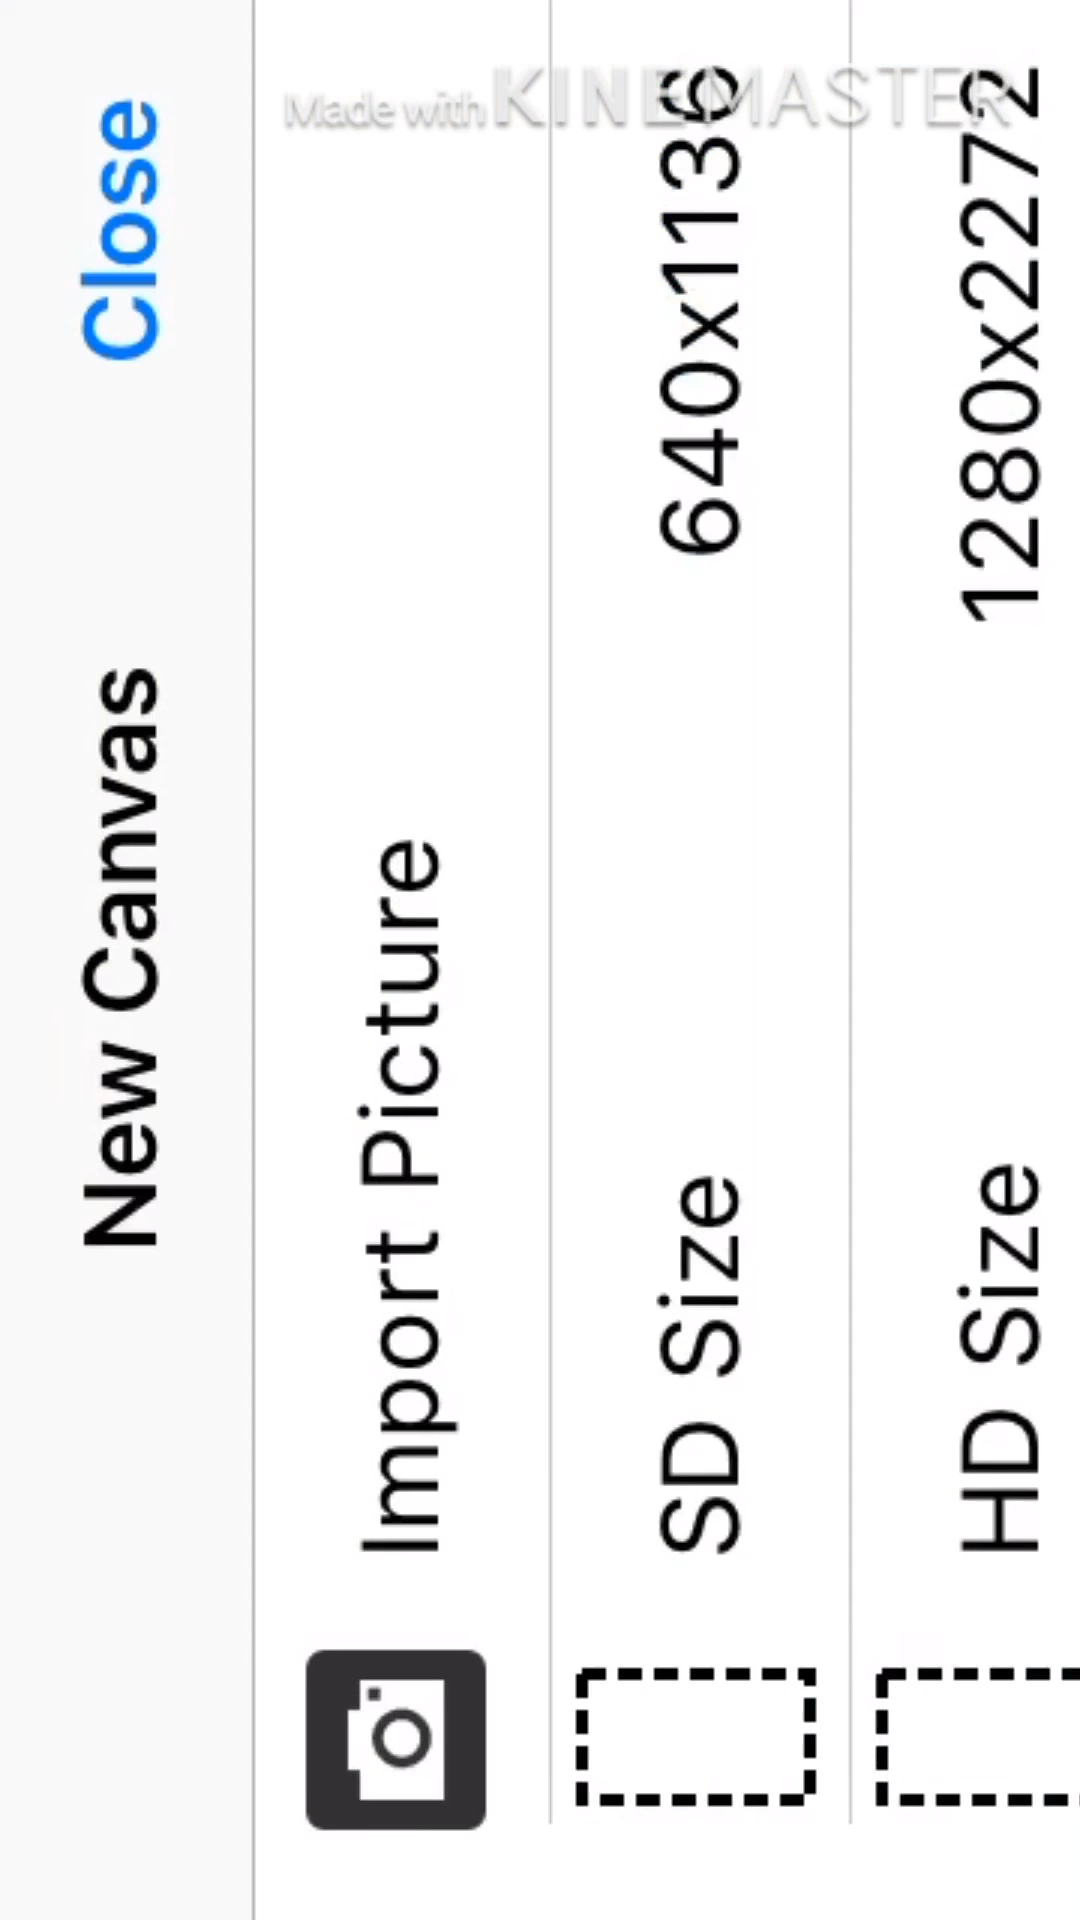 Made with KINEMASTER
New Canvas Close
Import Picture
SD Size 640x1136
HD Size 1280x2272